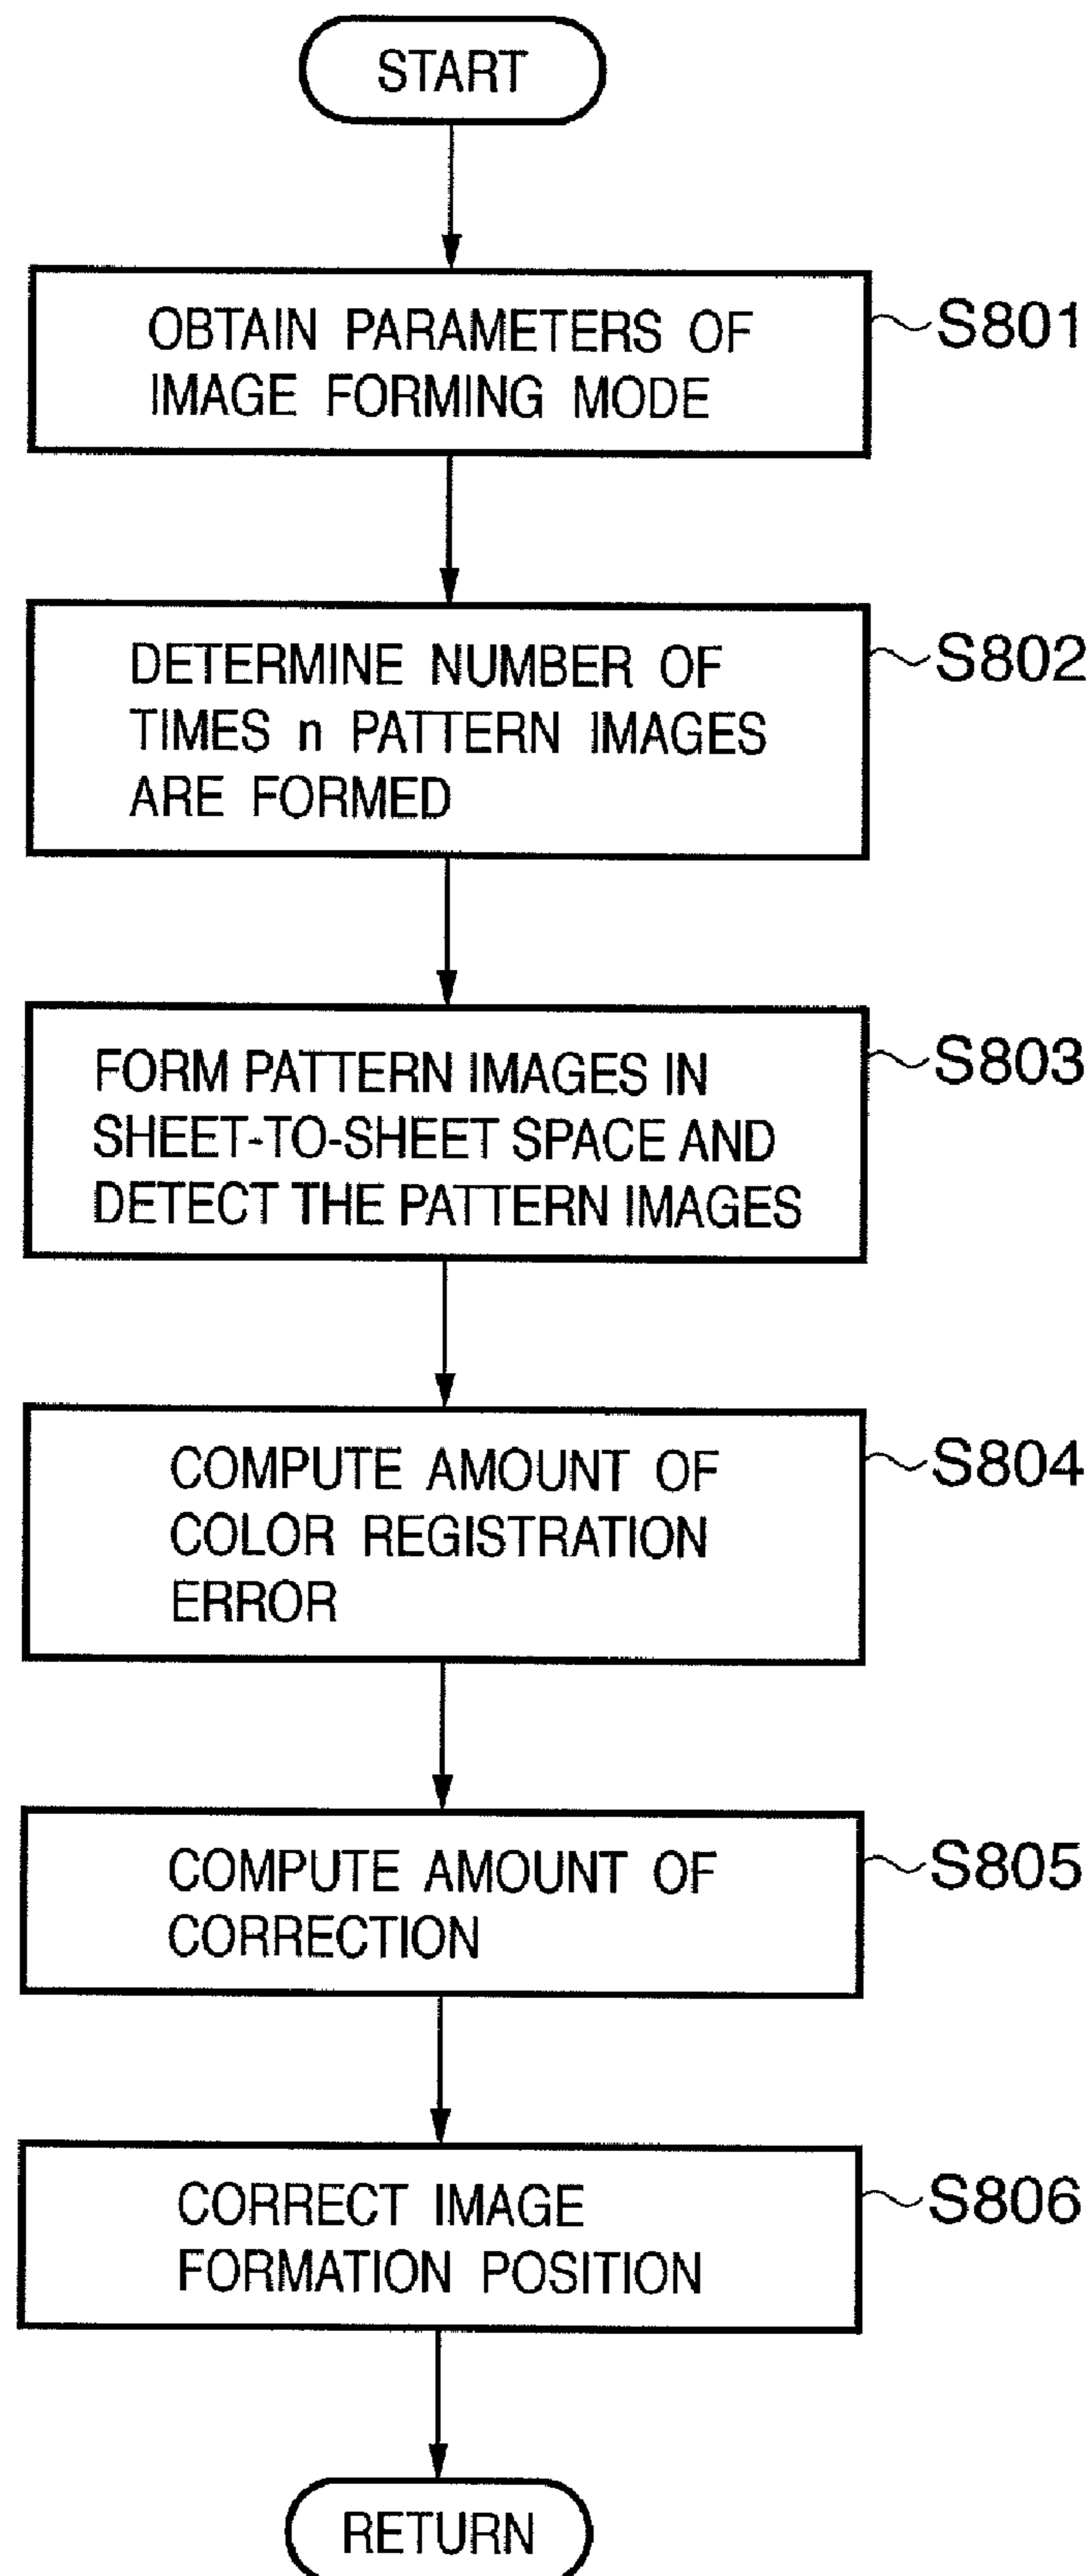 START
OBTAIN PARAMETERS OF
IMAGE FORMING MODE
S801
DETERMINE NUMBER OF
TIMES n PATTERN IMAGES
ARE FORMED
S802
FORM PATTERN IMAGES IN
SHEET-TO-SHEET SPACE AND
DETECT THE PATTERN IMAGES
S803
COMPUTE AMOUNT OF
COLOR REGISTRATION
ERROR
S804
COMPUTE AMOUNT OF
CORRECTION
S805
CORRECT IMAGE
FORMATION POSITION
S806
RETURN